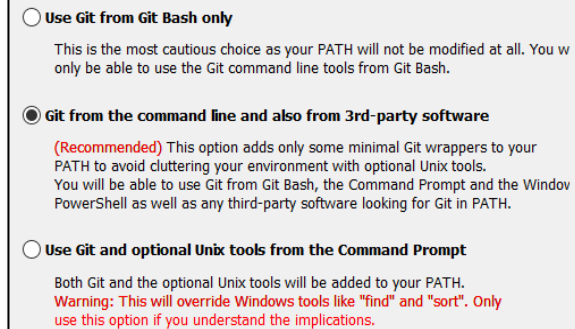 Use Git from Git Bash only
This is the most cautious choice as your PATH will not be modified at all. You w
only be able to use the Git command line tools from Git Bash.
Git from the command line and also from 3rd-party software
(Recommended) This option adds only some minimal Git wrappers to your
PATH to avoid cluttering your environment with optional Unix tools.
You will be able to use Git from Git Bash, the Command Prompt and the Window
PowerShell as well as any third-party software looking for Git in PATH.
Use Git and optional Unix tools from the Command Prompt
Both Git and the optional Unix tools will be added to your PATH.
Warning: This will override Windows tools like "find" and "sort". Only
use this option if you understand the implications.